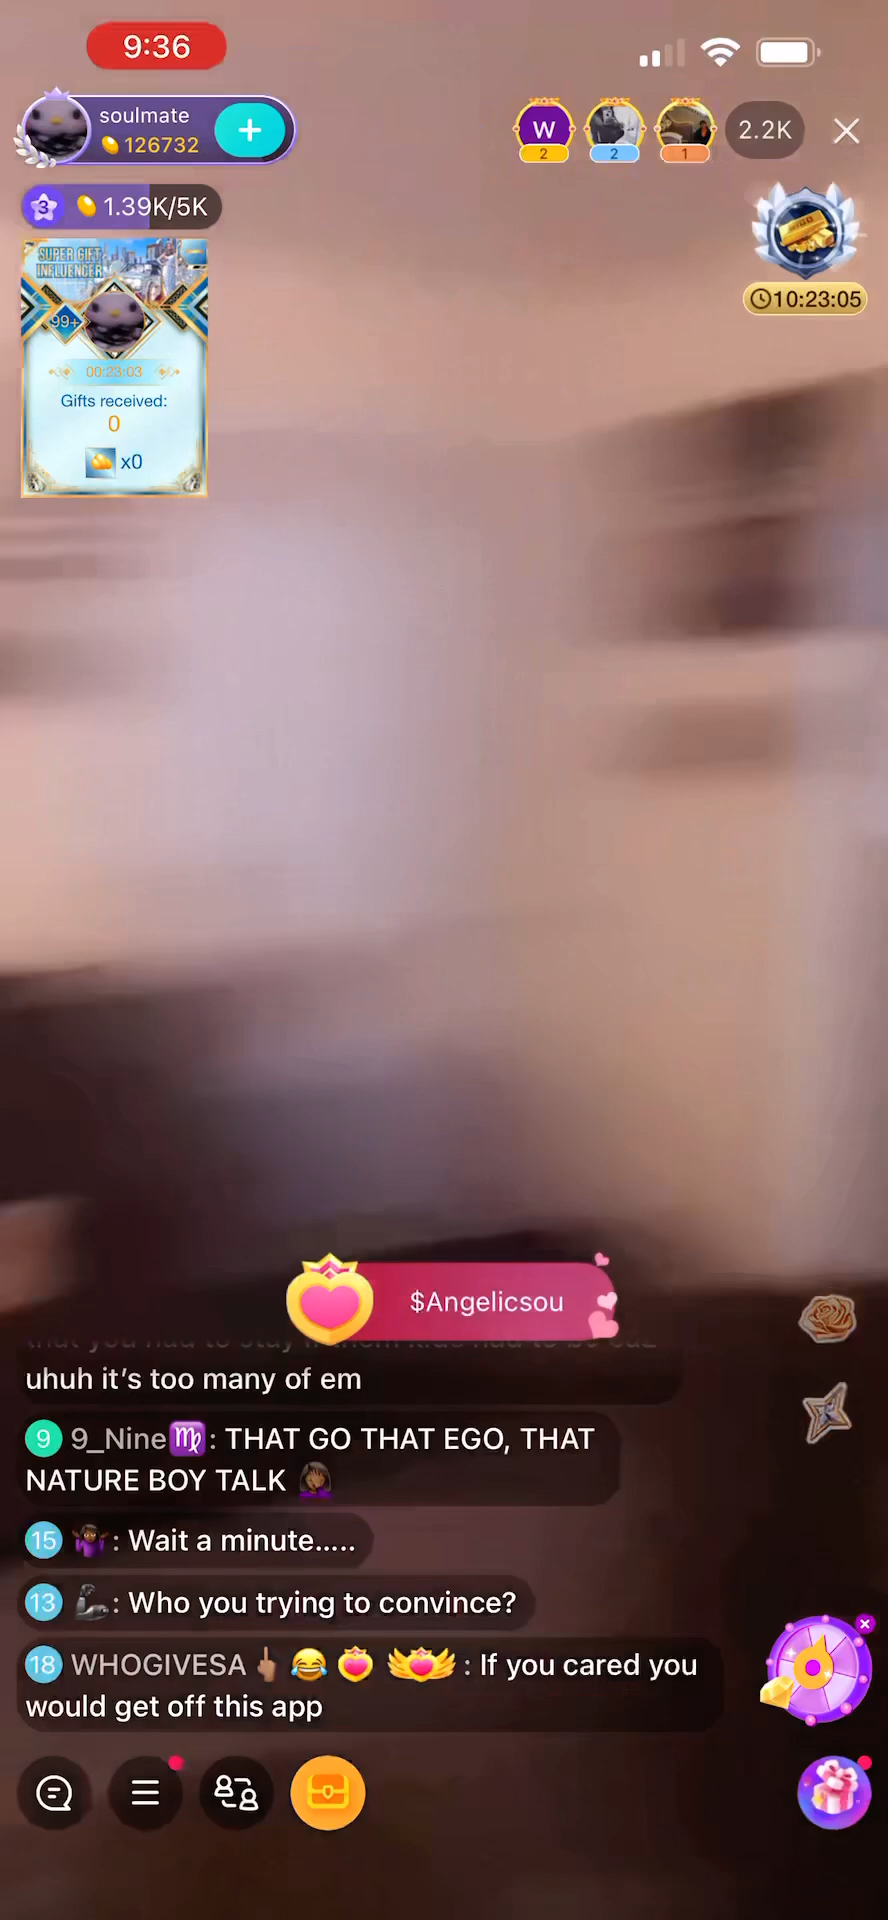 9:36
soulmate
126732
W
2
2
1
2.2K
3
1.39K/5K
SUPER GIFT
INFLUENCER
99+
00:23:03
Gifts received:
0
x0
10:23:05
$Angelicsou
uhuh it’s too many of em
9 9_Nine♍: THAT GO THAT EGO, THAT
NATURE BOY TALK 🤦🏾‍♀️
15 🤷🏾‍♀️: Wait a minute.....
13 🦾: Who you trying to convince?
18 WHOGIVESA🖕🏽 😂 : If you cared you
would get off this app